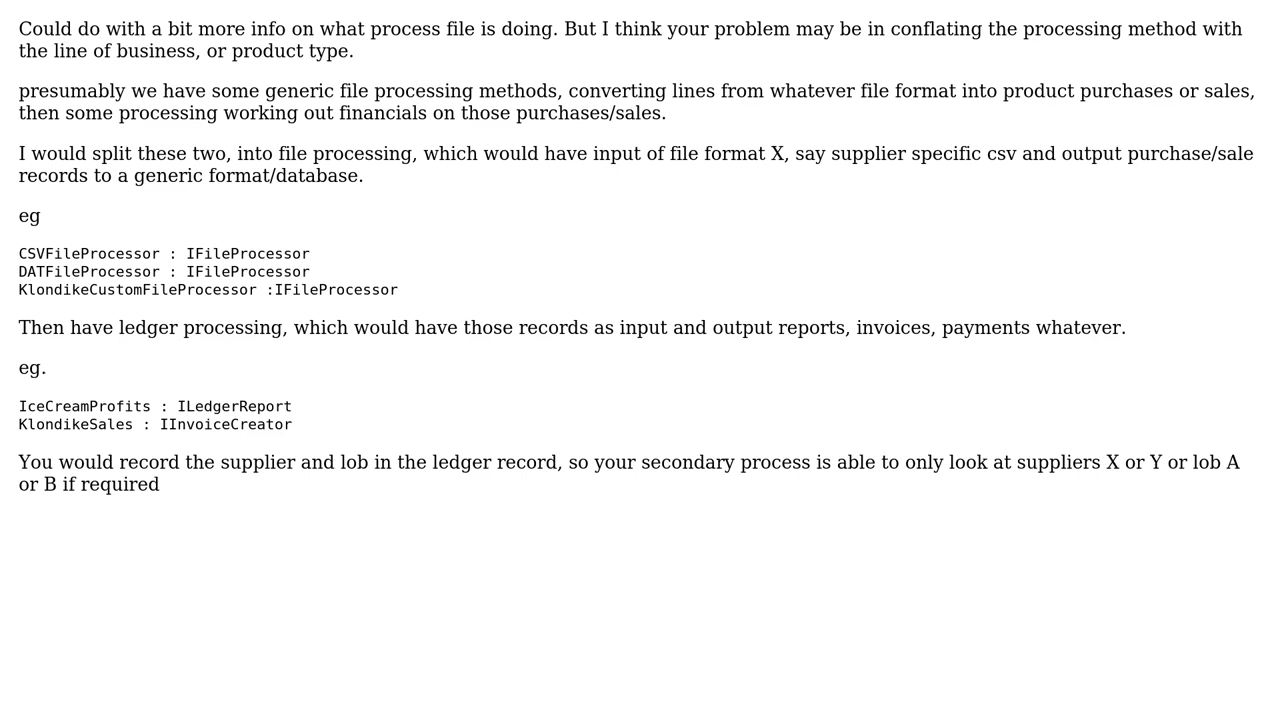 Could do with a bit more info on what process file is doing. But I think your problem may be in conflating the processing method with
the line of business, or product type.
presumably we have some generic file processing methods, converting lines from whatever file format into product purchases or sales,
then some processing working out financials on those purchases/sales.
I would split these two, into file processing, which would have input of file format X, say supplier specific csv and output purchase/sale
records to a generic format/database.
eg
CSVFileProcessor : IFileProcessor
DATFileProcessor : IFileProcessor
KlondikeCustomFileProcessor :IFileProcessor
Then have ledger processing, which would have those records as input and output reports, invoices, payments whatever.
eg.
IceCreamProfits : ILedgerReport
KlondikeSales : IInvoiceCreator
You would record the supplier and lob in the ledger record, so your secondary process is able to only look at suppliers X or Y or lob A
or B if required